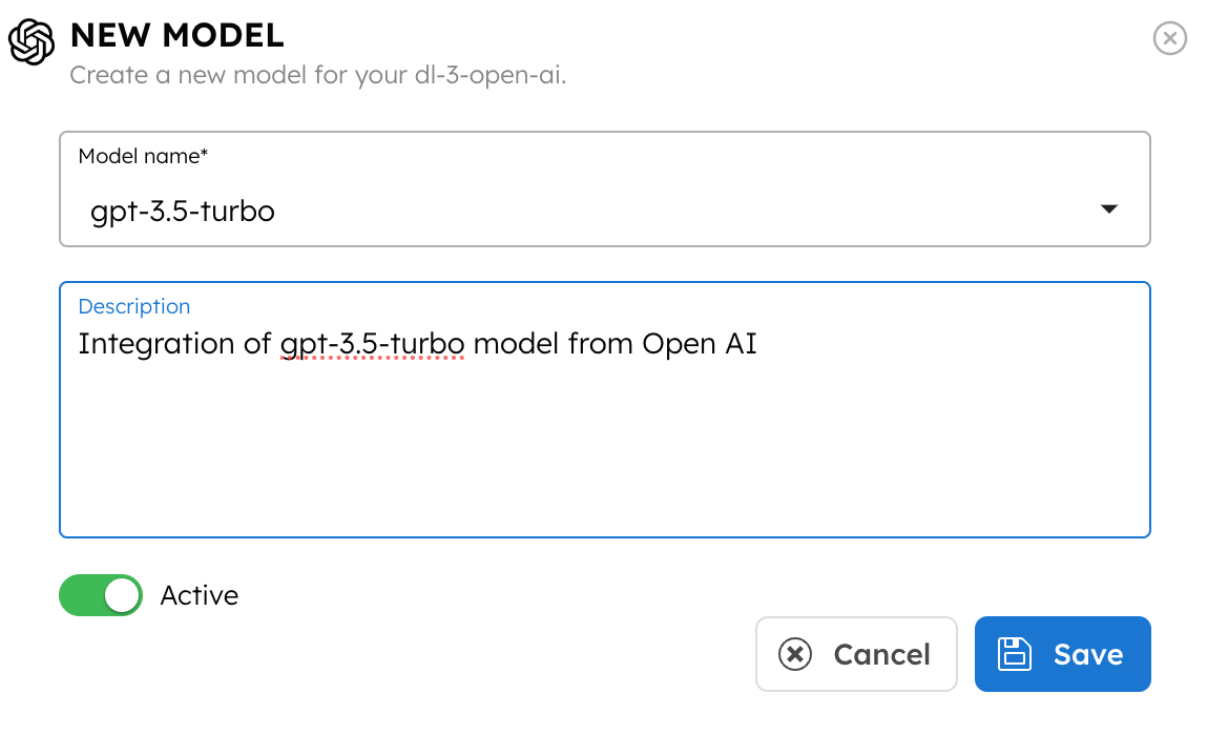 NEW MODEL
Create a new model for your dl-3-open-ai.
Model name*
gpt-3.5-turbo
Description
Integration of gpt-3.5-turbo model from Open AI
Active
Cancel
Save